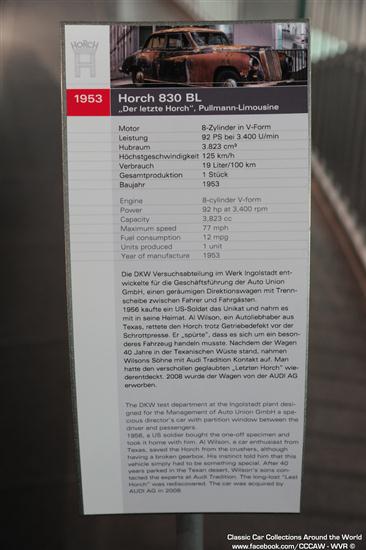 HORCH
1953 Horch 830 BL
„Der letzte Horch“, Pullmann-Limousine
Motor 8-Zylinder in V-Form
Leistung 92 PS bei 3.400 U/min
Hubraum 3.823 cm³
Höchstgeschwindigkeit 125 km/h
Verbrauch 19 Liter/100 km
Gesamtproduktion 1 Stück
Baujahr 1953
Engine 8-cylinder V-form
Power 92 hp at 3,400 rpm
Capacity 3,823 cc
Maximum speed 77 mph
Fuel consumption 12 mpg
Units produced 1 unit
Year of manufacture 1953
Die DKW Versuchsabteilung im Werk Ingolstadt ent-
wickelte für die Geschäftsführung der Auto Union
GmbH, einen geräumigen Direktionswagen mit Trenn-
scheibe zwischen Fahrer und Fahrgästen.
1956 kaufte ein US-Soldat das Unikat und nahm es
mit in seine Heimat. Al Wilson, ein Autoliebhaber aus
Texas, rettete den Horch trotz Getriebedefekt vor der
Schrottpresse. Er „spürte“, dass es sich um ein beson-
deres Fahrzeug handeln musste. Nachdem der Wagen
40 Jahre in der Texanischen Wüste stand, nahmen
Wilsons Söhne mit Audi Tradition Kontakt auf. Man
hatte den verschollen geglaubten „Letzten Horch“ wie-
derentdeckt. 2008 wurde der Wagen von der AUDI AG
erworben.
The DKW test department at the Ingolstadt plant desi-
gned for the Management of Auto Union GmbH a spa-
cious director's car with partition window between the
driver and passengers.
1956, a US soldier bought the one-off specimen and
took it home with him. Al Wilson, a car enthusiast from
Texas, saved the Horch from the crushers, although
having a broken gearbox. His instinct told him that this
vehicle simply had to be something special. After 40
years parked in the Texan desert, Wilson's sons con-
tacted the experts at Audi Tradition. The long-lost "Last
Horch" was rediscovered. The car was acquired by
AUDI AG in 2008.
Classic Car Collections Around the World
www.facebook.com/CCCAW - WVR ©